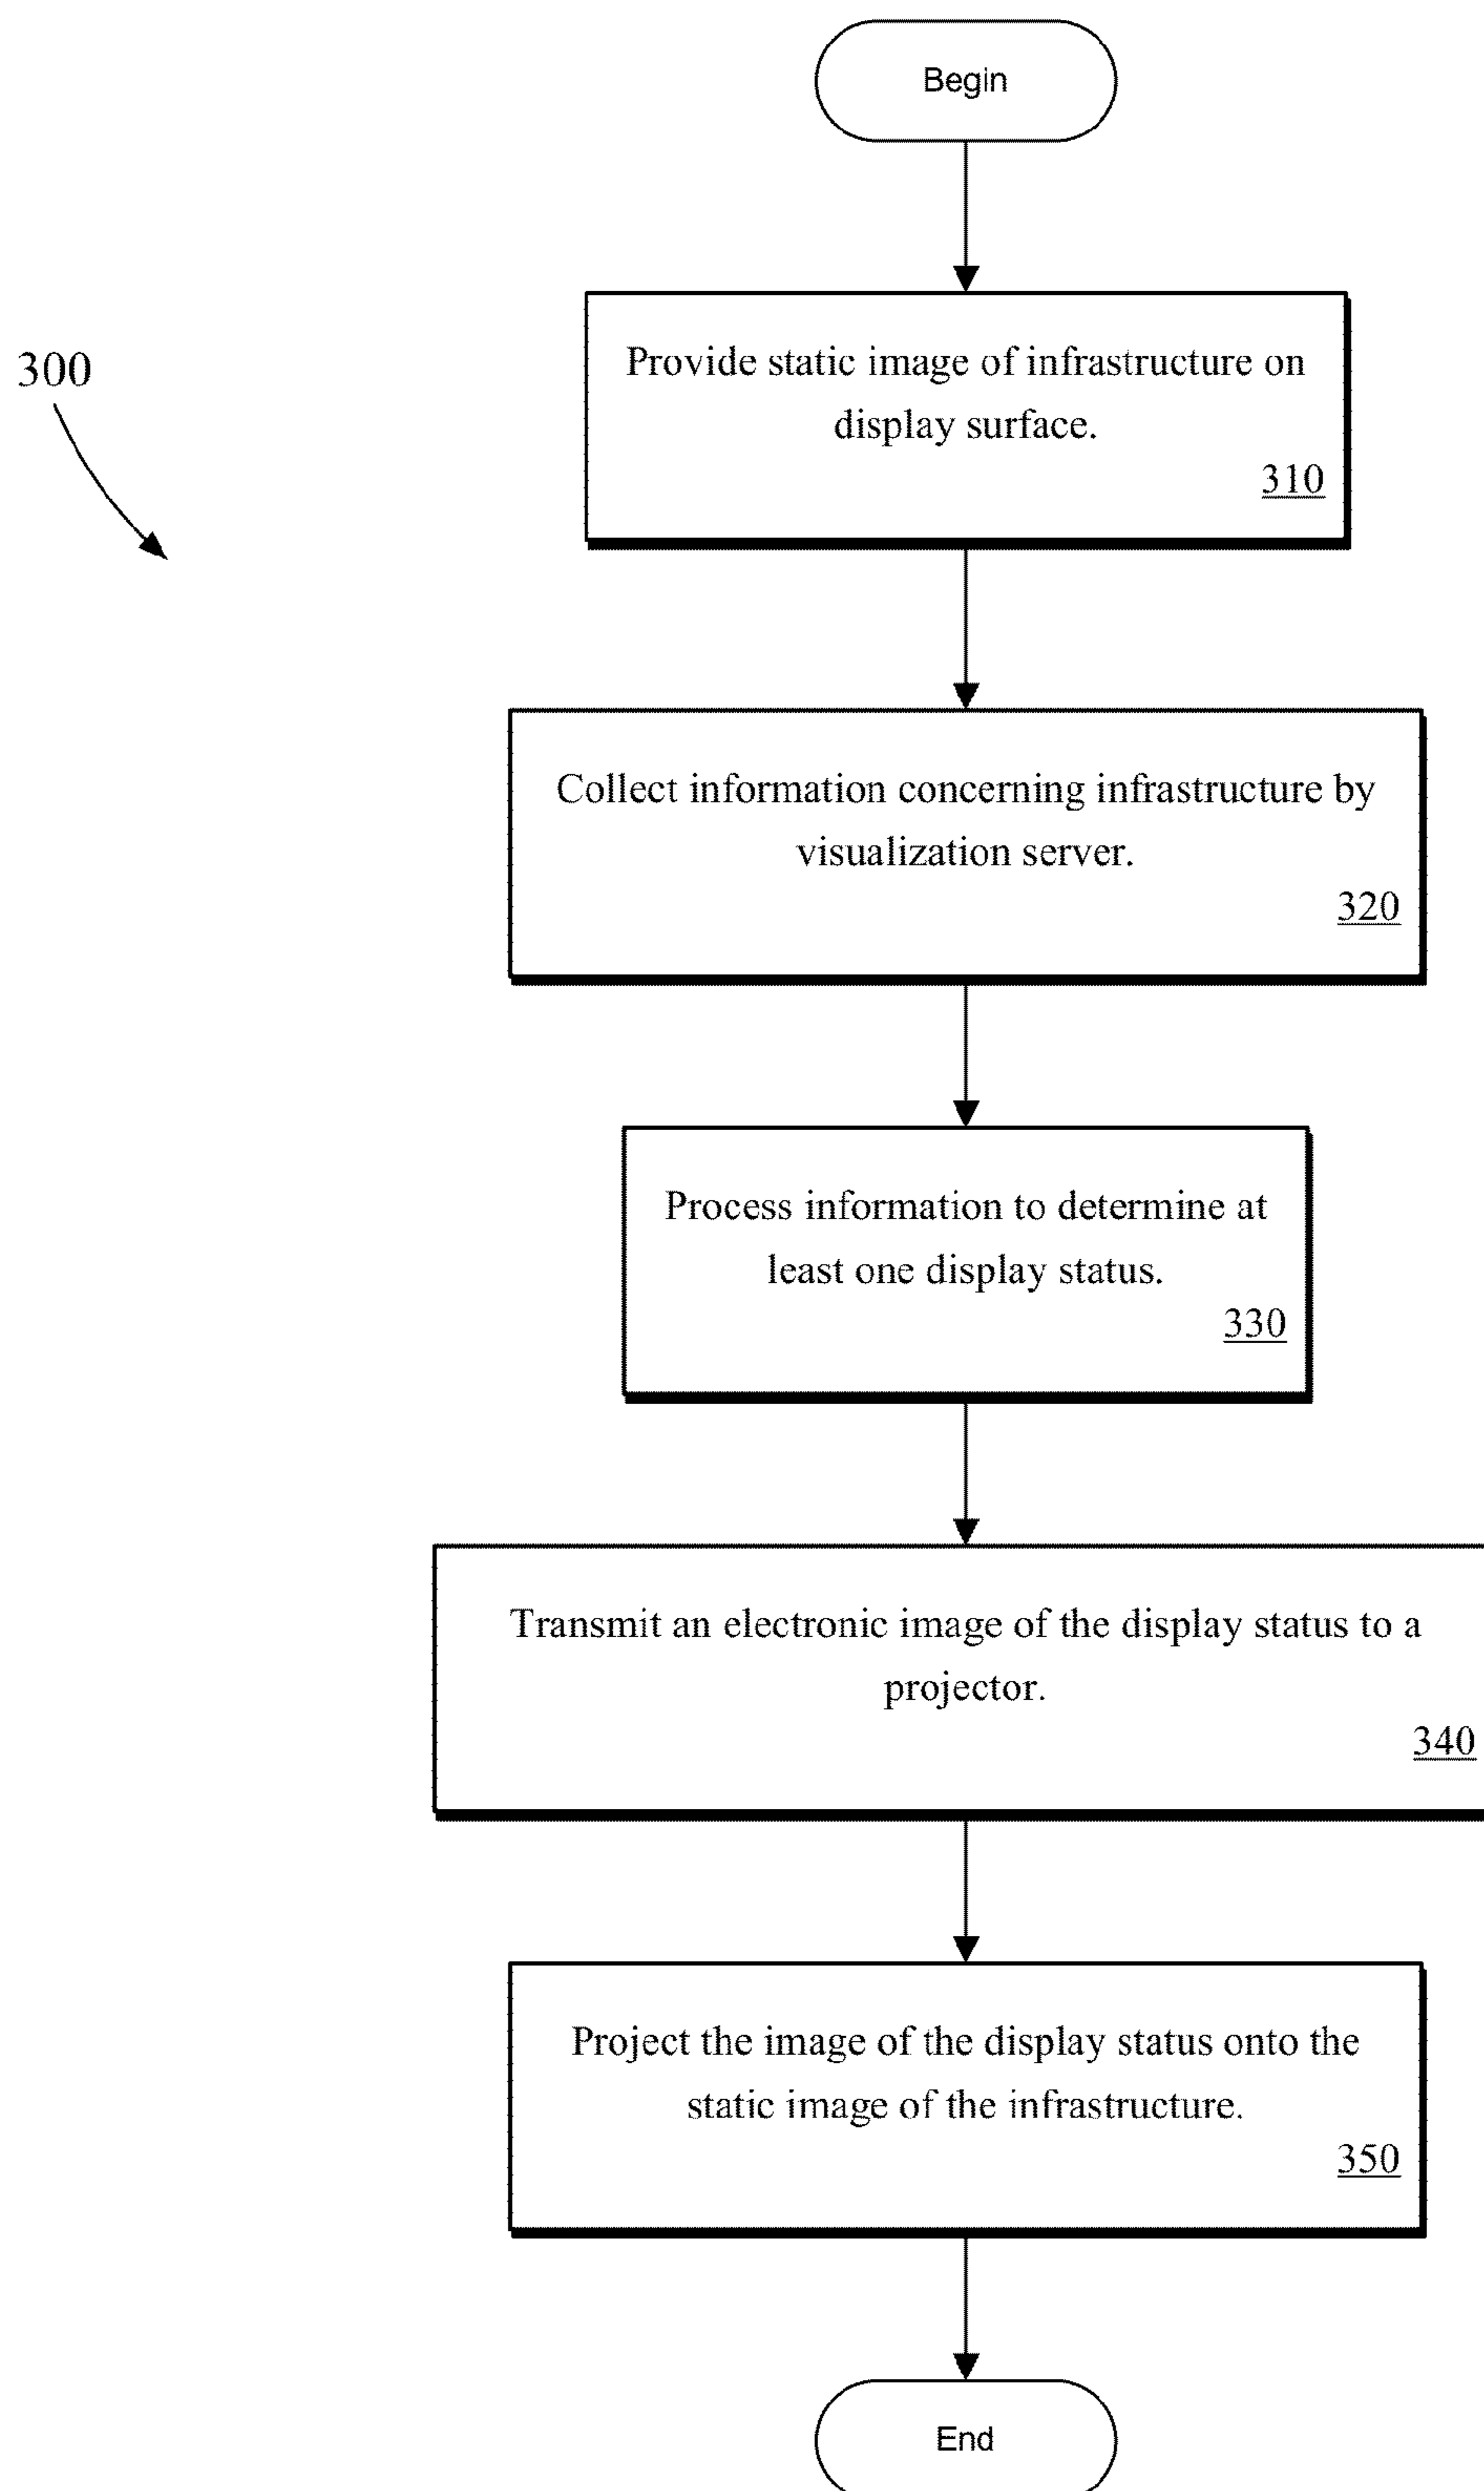 Begin
300
Provide static image of infrastructure on
display surface.
310
Collect information concerning infrastructure by
visualization server.
320
Process information to determine at
least one display status.
330
Transmit an electronic image of the display status to a
projector.
340
Project the image of the display status onto the
static image of the infrastructure.
350
End